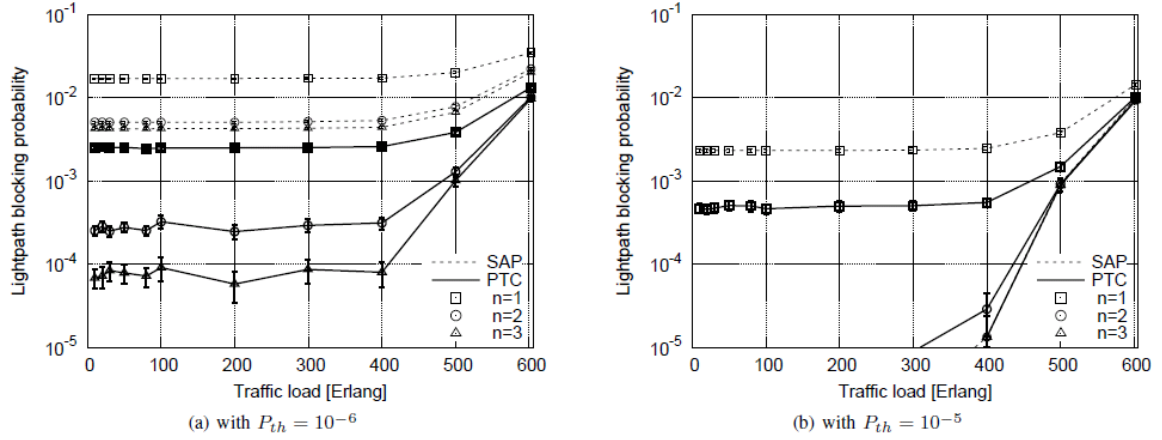 Lightpath blocking probability
10^-1
10^-2
10^-3
10^-4
10^-5
0 100 200 300 400 500 600
Traffic load [Erlang]
SAP
PTC
n=1
n=2
n=3
(a) with P_th = 10^-6
Lightpath blocking probability
10^-1
10^-2
10^-3
10^-4
10^-5
0 100 200 300 400 500 600
Traffic load [Erlang]
SAP
PTC
n=1
n=2
n=3
(b) with P_th = 10^-5